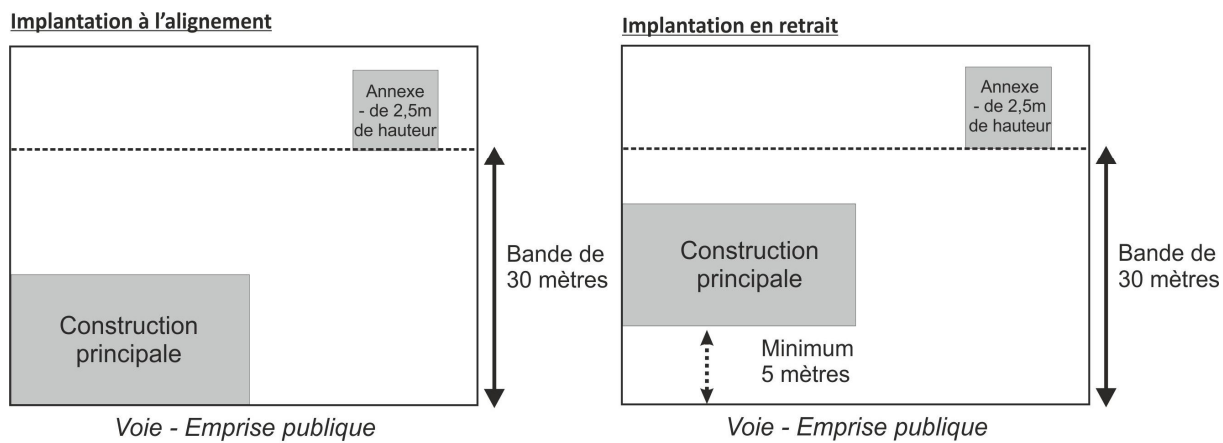 Implantation à l'alignement
Annexe
- de 2,5m
de hauteur
Bande de
30 mètres
Construction
principale
Voie - Emprise publique
Implantation en retrait
Annexe
- de 2,5m
de hauteur
Construction
principale
Bande de
30 mètres
Minimum
5 mètres
Voie - Emprise publique